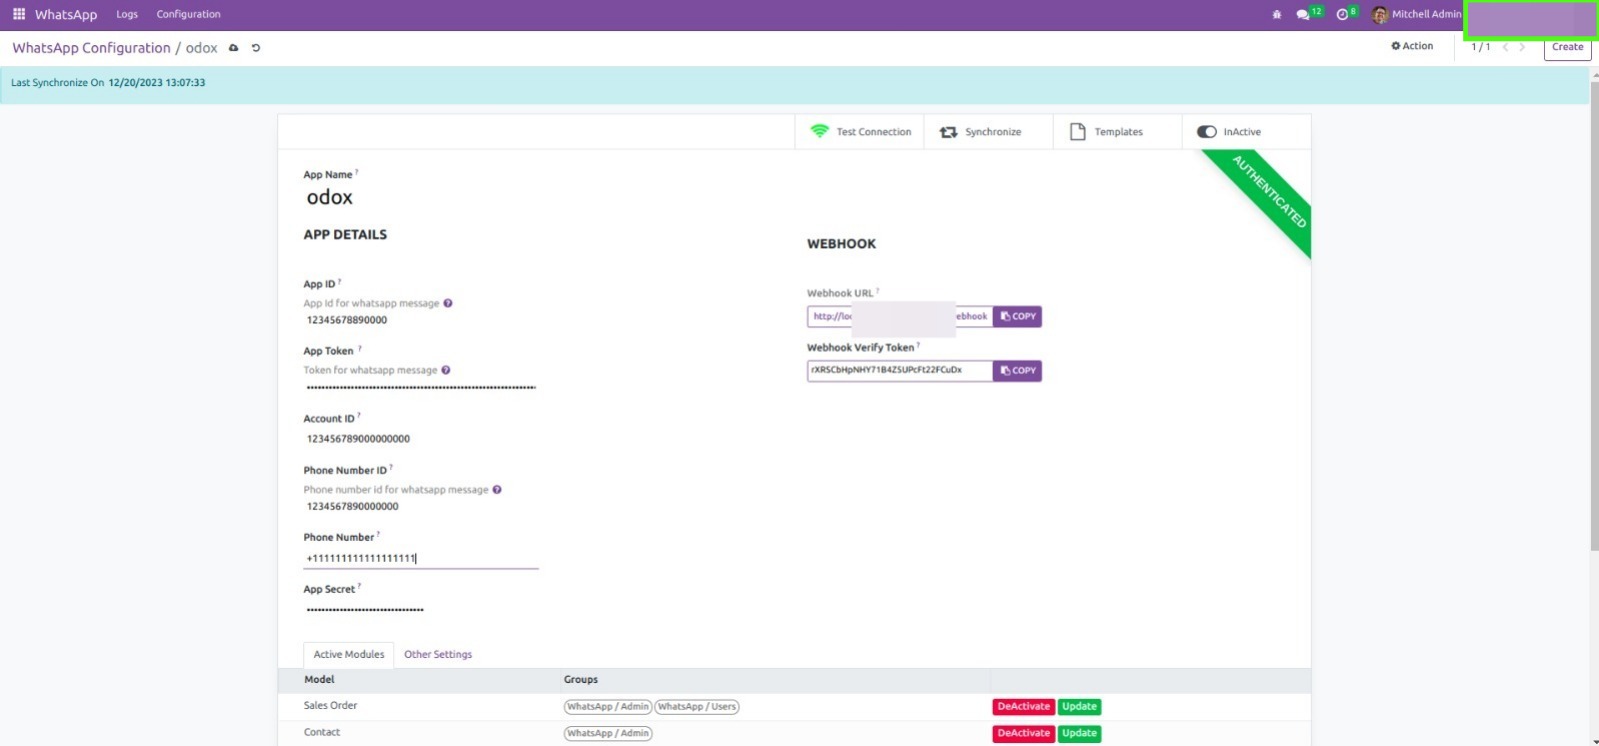 WhatsApp Logs Configuration 12 8 Mitchell Admin
WhatsApp Configuration / odox Action 1 / 1 Create
Last Synchronize On 12/20/2023 13:07:33
Test Connection Synchronize Templates InActive
AUTHENTICATED
App Name ?
odox
APP DETAILS
WEBHOOK
App ID ?
App Id for whatsapp message ?
12345678890000
Webhook URL ?
http://lo ebhook COPY
App Token ?
Token for whatsapp message ?
Webhook Verify Token ?
rXRSCbHpNHY71B4Z5UPcFt22FCuDx COPY
Account ID ?
123456789000000000
Phone Number ID ?
Phone number id for whatsapp message ?
1234567890000000
Phone Number ?
+111111111111111111
App Secret ?
Active Modules Other Settings
Model Groups
Sales Order WhatsApp / Admin WhatsApp / Users DeActivate Update
Contact WhatsApp / Admin DeActivate Update